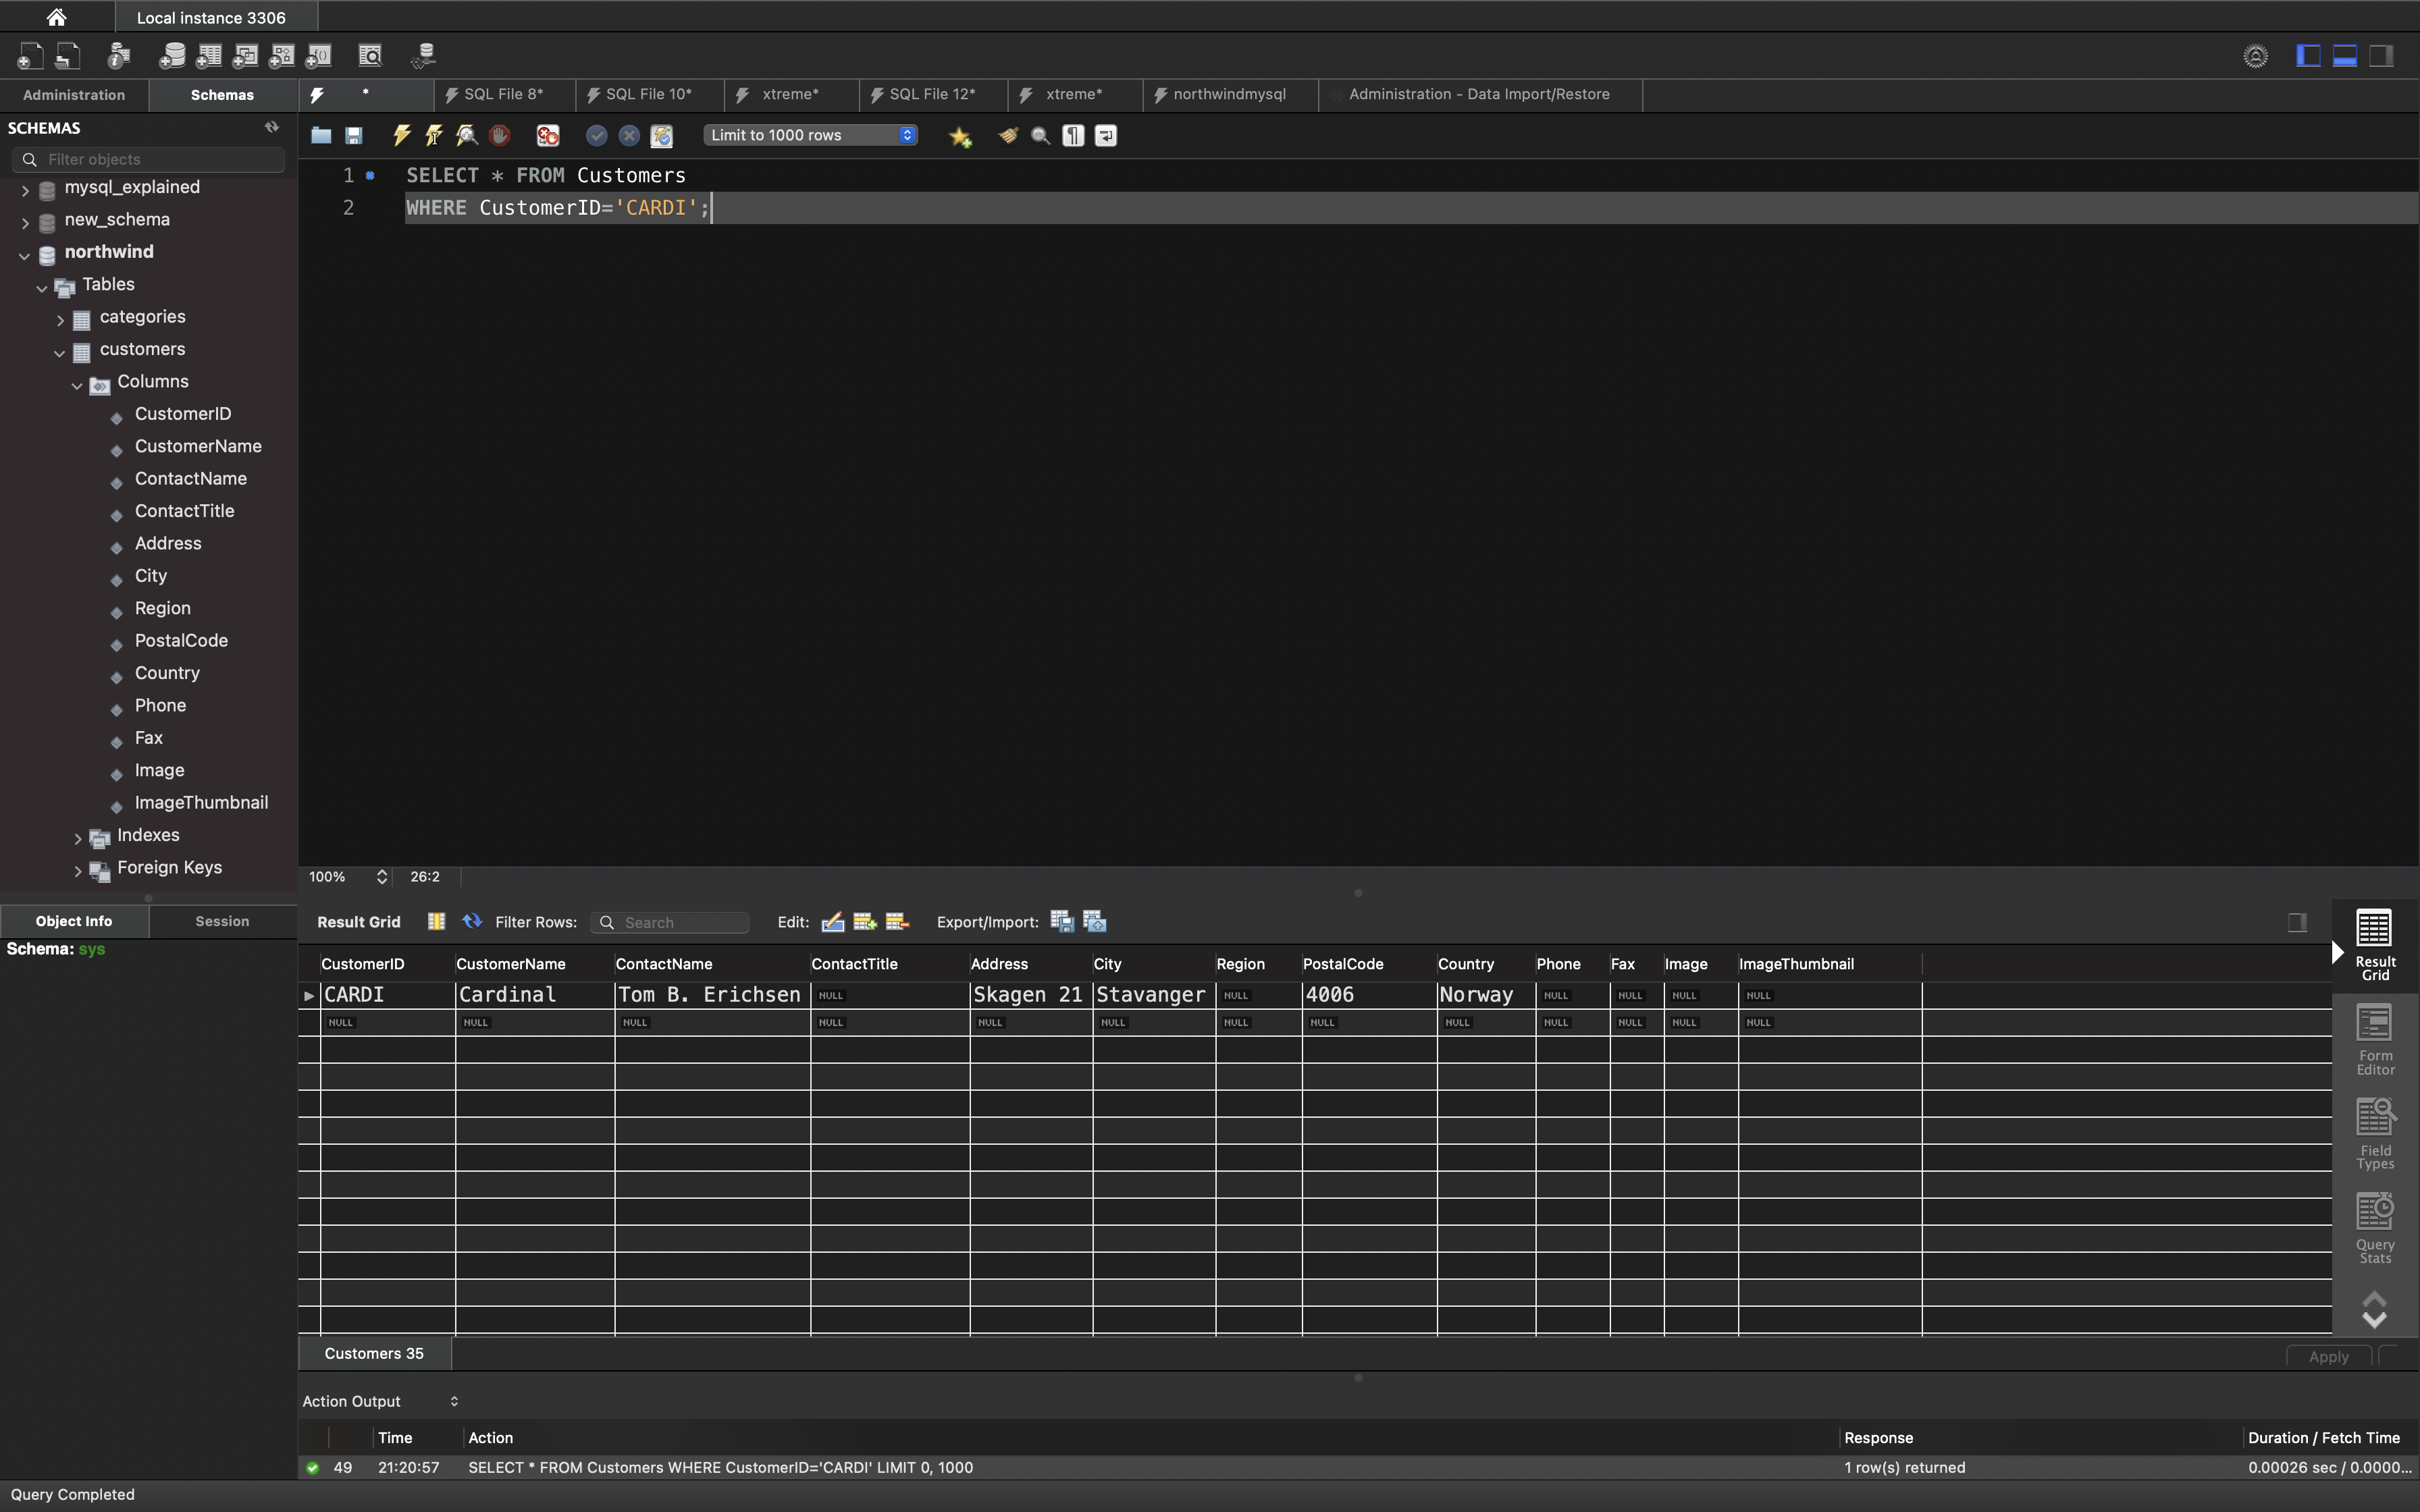 Local instance 3306
Administration
Schemas
*
SQL File 8*
SQL File 10*
xtreme*
SQL File 12*
xtreme*
northwindmysql
Administration - Data Import/Restore
SCHEMAS
Filter objects
mysql_explained
new_schema
northwind
Tables
categories
customers
Columns
CustomerID
CustomerName
ContactName
ContactTitle
Address
City
Region
PostalCode
Country
Phone
Fax
Image
ImageThumbnail
Indexes
Foreign Keys
Object Info
Session
Schema: sys
Limit to 1000 rows
1 SELECT * FROM Customers
2 WHERE CustomerID='CARDI';
100% 26:2
Result Grid Filter Rows: Search Edit: Export/Import:
CustomerID CustomerName ContactName ContactTitle Address City Region PostalCode Country Phone Fax Image ImageThumbnail
CARDI Cardinal Tom B. Erichsen NULL Skagen 21 Stavanger NULL 4006 Norway NULL NULL NULL NULL
NULL NULL NULL NULL NULL NULL NULL NULL NULL NULL NULL NULL NULL
Result
Grid
Form
Editor
Field
Types
Query
Stats
Customers 35
Apply
Action Output
Time Action Response Duration / Fetch Time
49 21:20:57 SELECT * FROM Customers WHERE CustomerID='CARDI' LIMIT 0, 1000 1 row(s) returned 0.00026 sec / 0.0000...
Query Completed